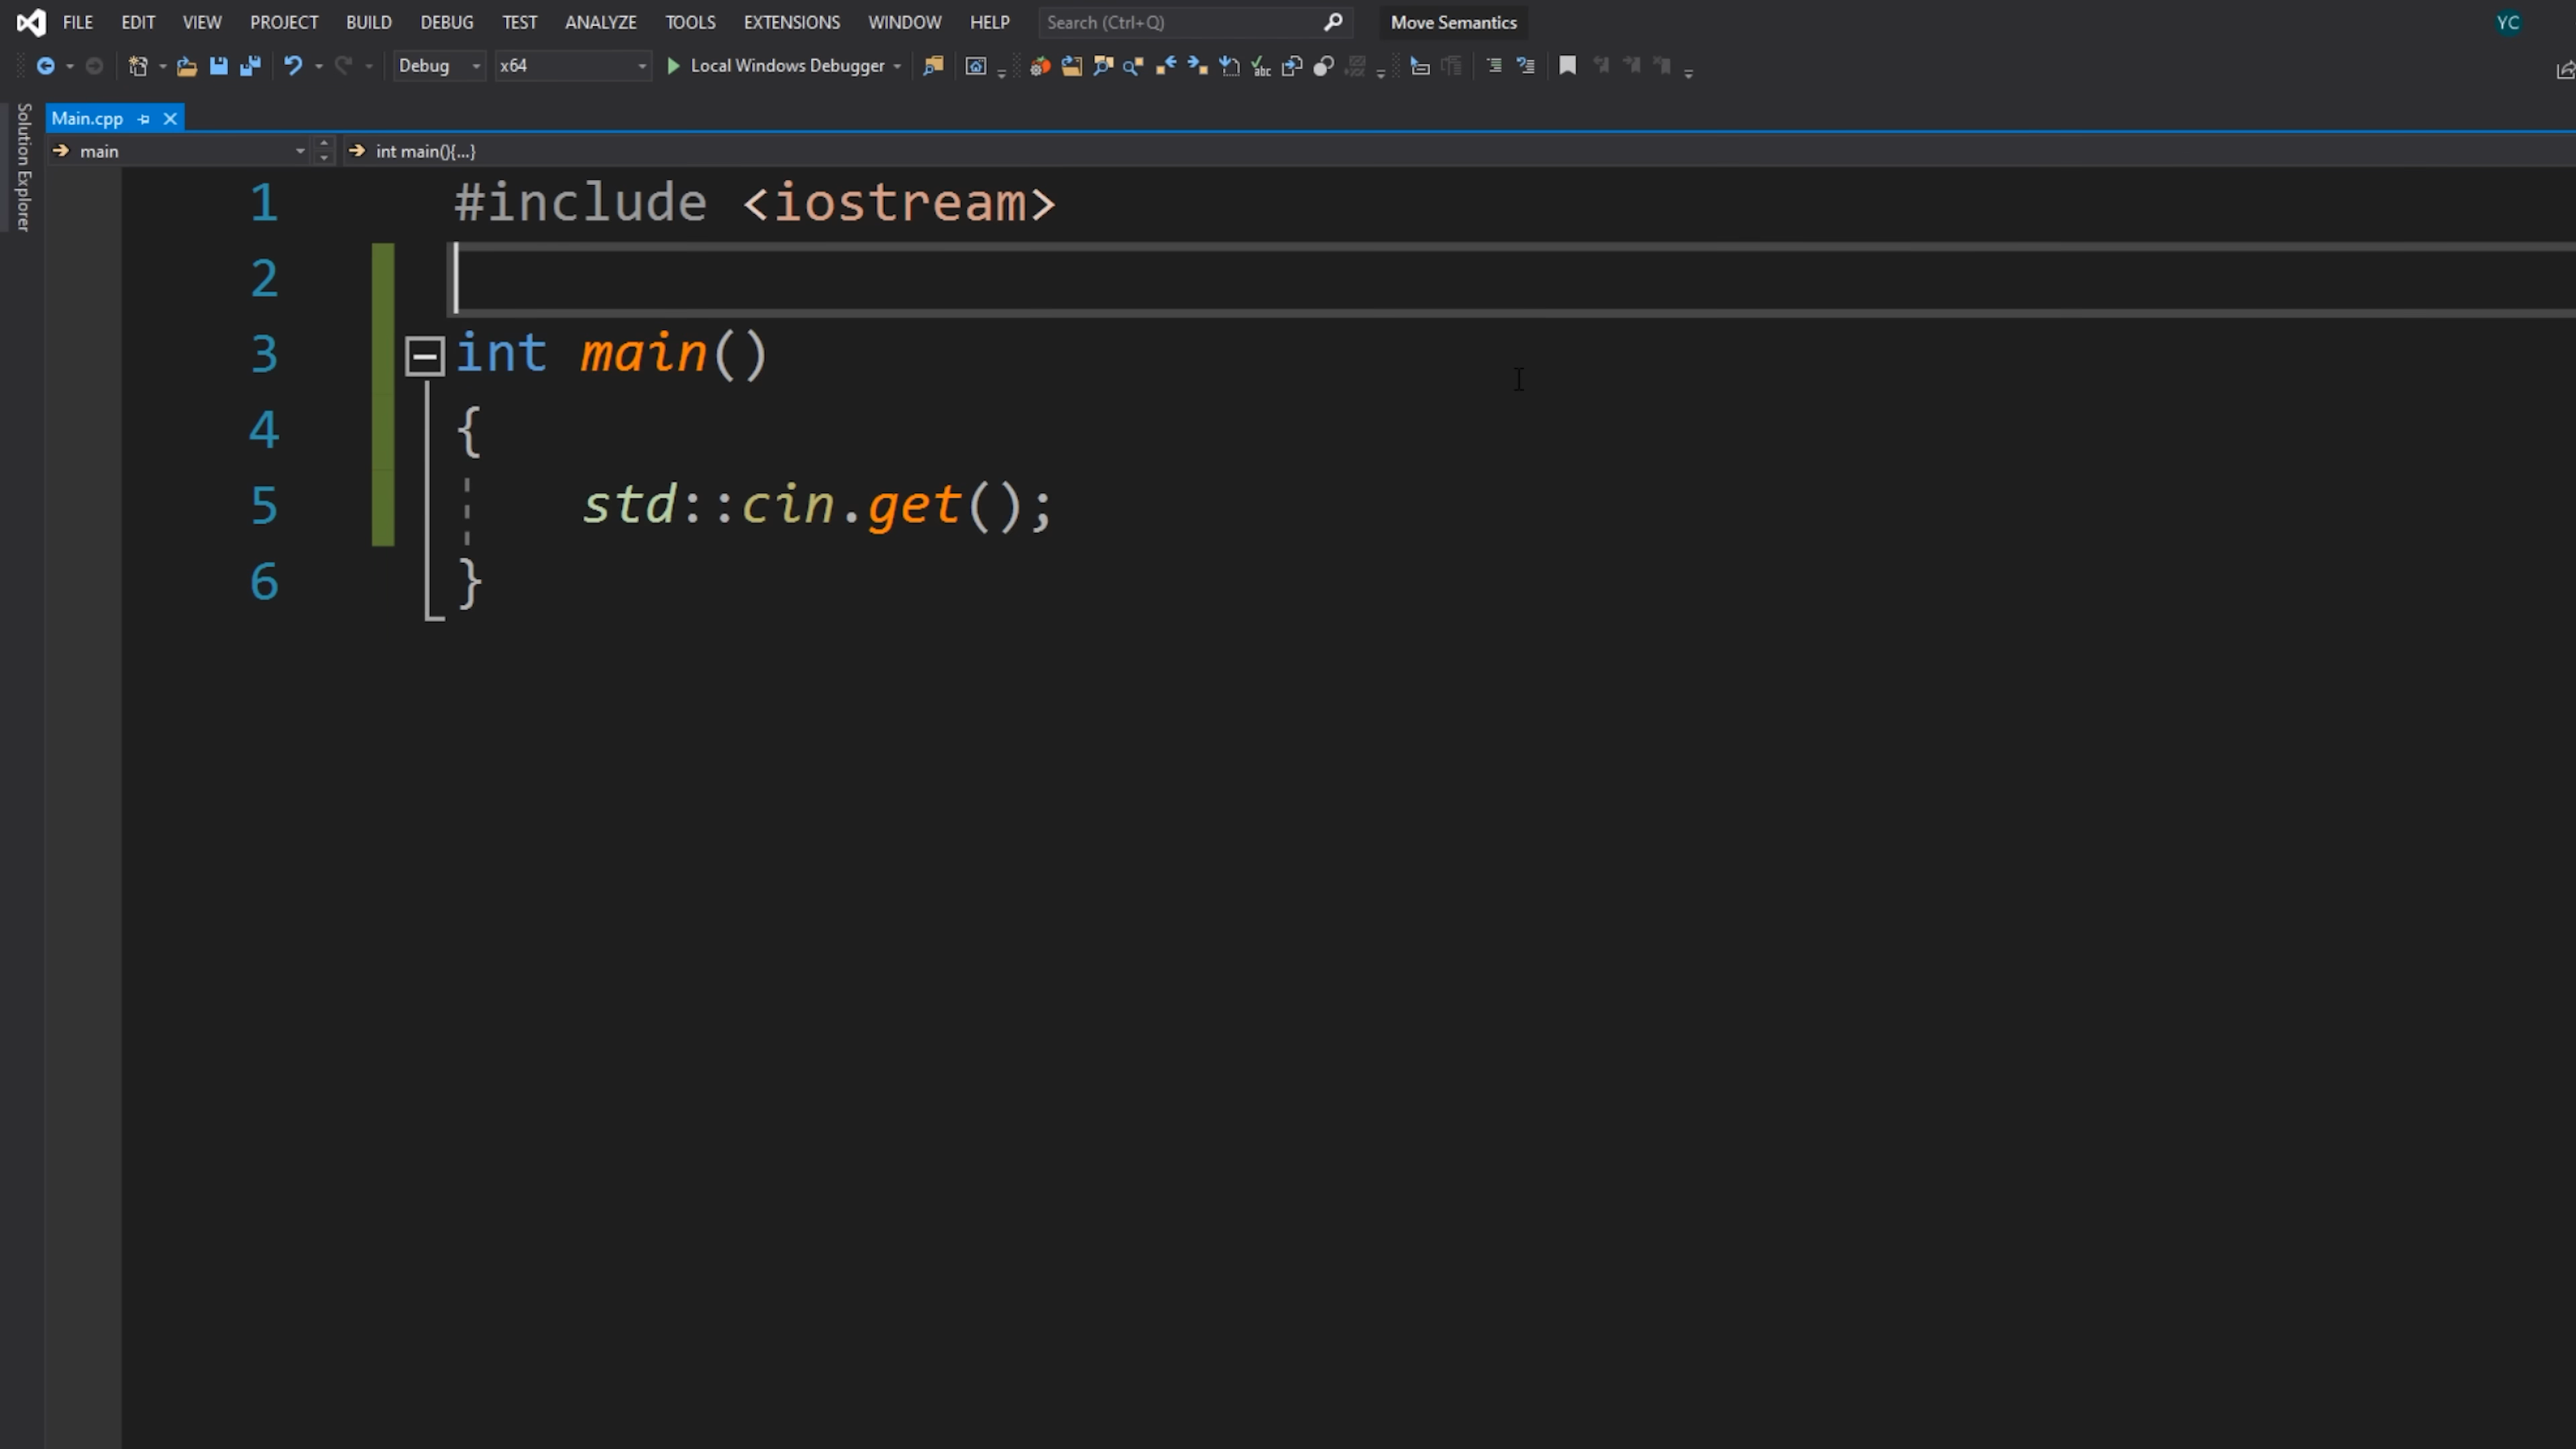 FILE EDIT VIEW PROJECT BUILD DEBUG TEST ANALYZE TOOLS EXTENSIONS WINDOW HELP Search (Ctrl+Q) Move Semantics YC
Debug x64 Local Windows Debugger
Solution Explorer
Main.cpp
main int main(){...}
1 #include <iostream>
2
3 int main()
4 {
5 std::cin.get();
6 }